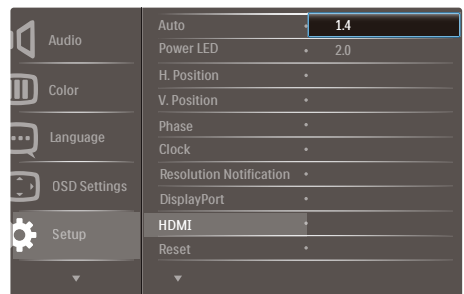 Audio
Color
Language
OSD Settings
Setup
Auto
Power LED
H. Position
V. Position
Phase
Clock
Resolution Notification
DisplayPort
HDMI
Reset
1.4
2.0